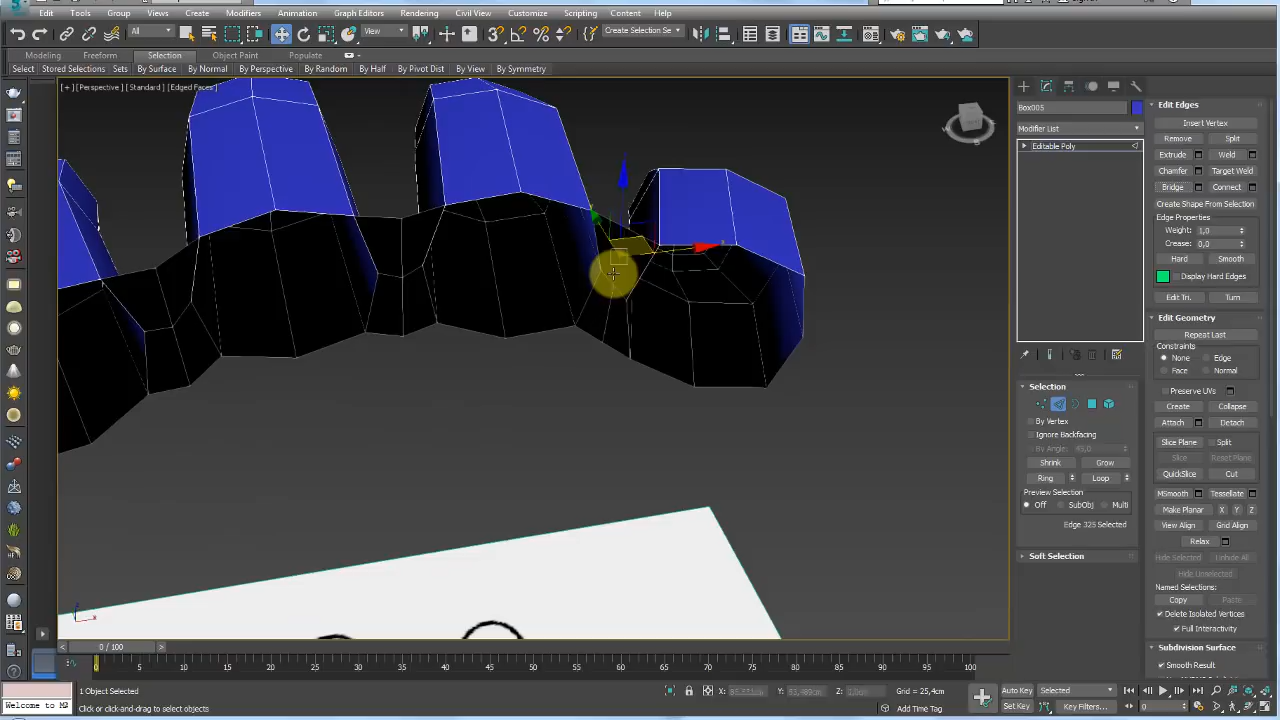 Edit Tools Group Views Create Modifiers Animation Graph Editors Rendering Civil View Customize Scripting Content Help
All View Create Selection Se
Modeling Freeform Selection Object Paint Populate
Select Stored Selections Sets By Surface By Normal By Perspective By Random By Half By Pivot Dist By View By Symmetry
[+] [Perspective] [Standard] [Edged Faces]
Box005
Modifier List
Editable Poly
Selection
By Vertex
Ignore Backfacing
By Angle: 45,0
Shrink Grow
Ring Loop
Preview Selection
Off SubObj Multi
Edge 325 Selected
Soft Selection
Edit Edges
Insert Vertex
Remove Split
Extrude Weld
Chamfer Target Weld
Bridge Connect
Create Shape From Selection
Edge Properties
Weight: 1,0
Crease: 0,0
Hard Smooth
Display Hard Edges
Edit Tri. Turn
Edit Geometry
Repeat Last
Constraints
None Edge
Face Normal
Preserve UVs
Create Collapse
Attach Detach
Slice Plane Split
Slice Reset Plane
QuickSlice Cut
MSmooth Tessellate
Make Planar X Y Z
View Align Grid Align
Relax
Hide Selected Unhide All
Hide Unselected
Named Selections:
Copy Paste
Delete Isolated Vertices
Full Interactivity
Subdivision Surface
Smooth Result
0 / 100
0 5 10 15 20 25 30 35 40 45 50 55 60 65 70 75 80 85 90 95 100
1 Object Selected
Click or click-and-drag to select objects
Welcome to M
X: Y: Z: Grid = 25,4cm
Add Time Tag
Auto Key Selected
Set Key Key Filters...
0